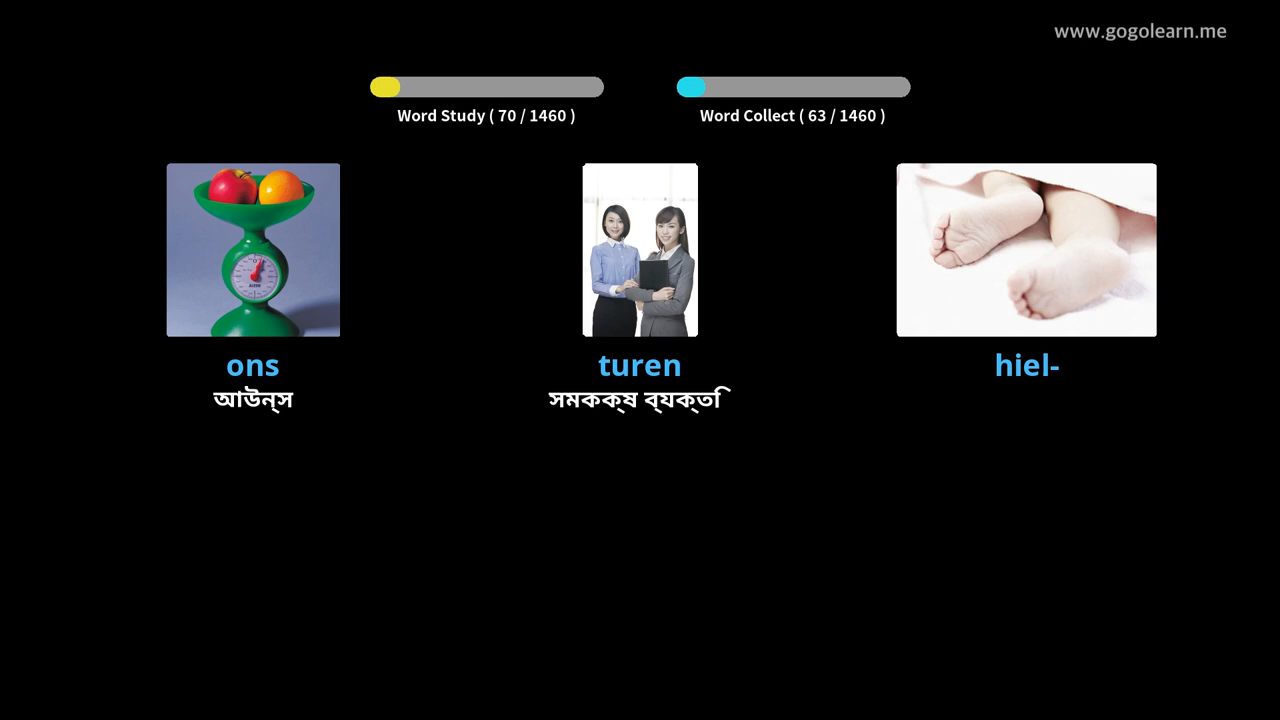 www.gogolearn.me
Word Study ( 70 / 1460 )
Word Collect ( 63 / 1460 )
ons
turen
hiel-
আউন্স
সমকক্ষ ব্যক্তি